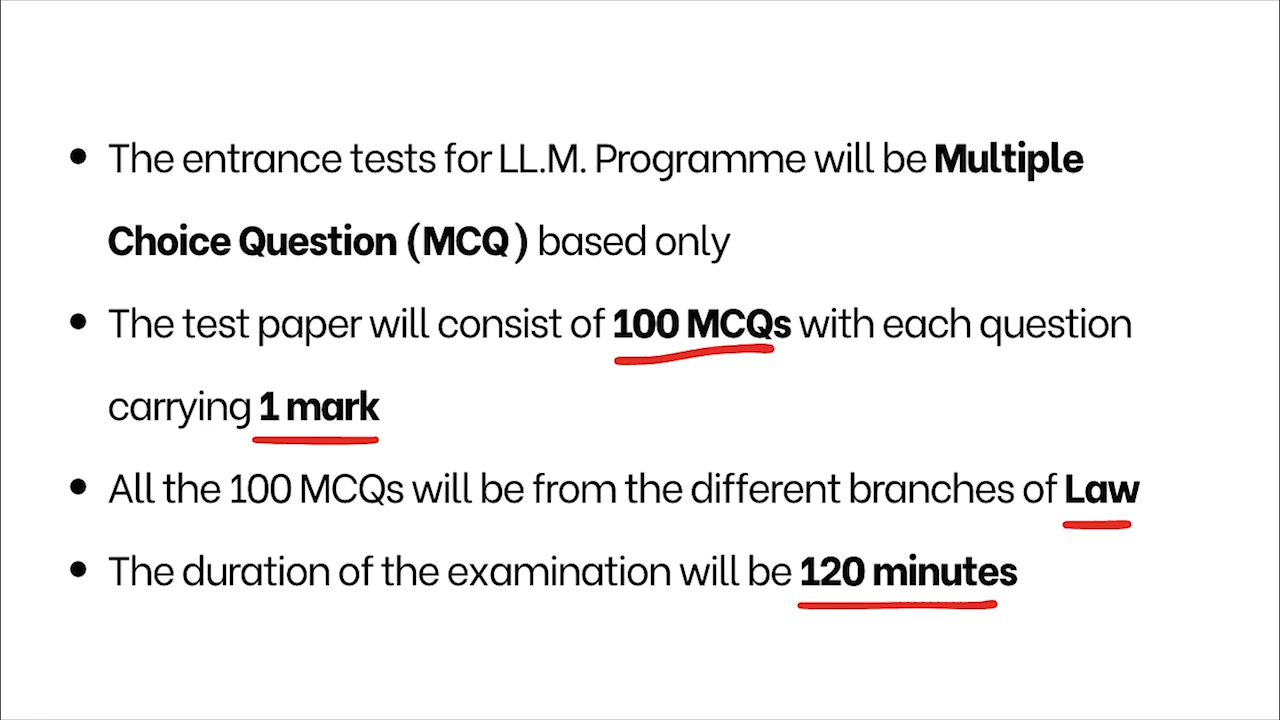 • The entrance tests for LL.M. Programme will be Multiple
Choice Question (MCQ ) based only
• The test paper will consist of 100 MCQs with each question
carrying 1 mark
• All the 100 MCQs will be from the different branches of Law
• The duration of the examination will be 120 minutes